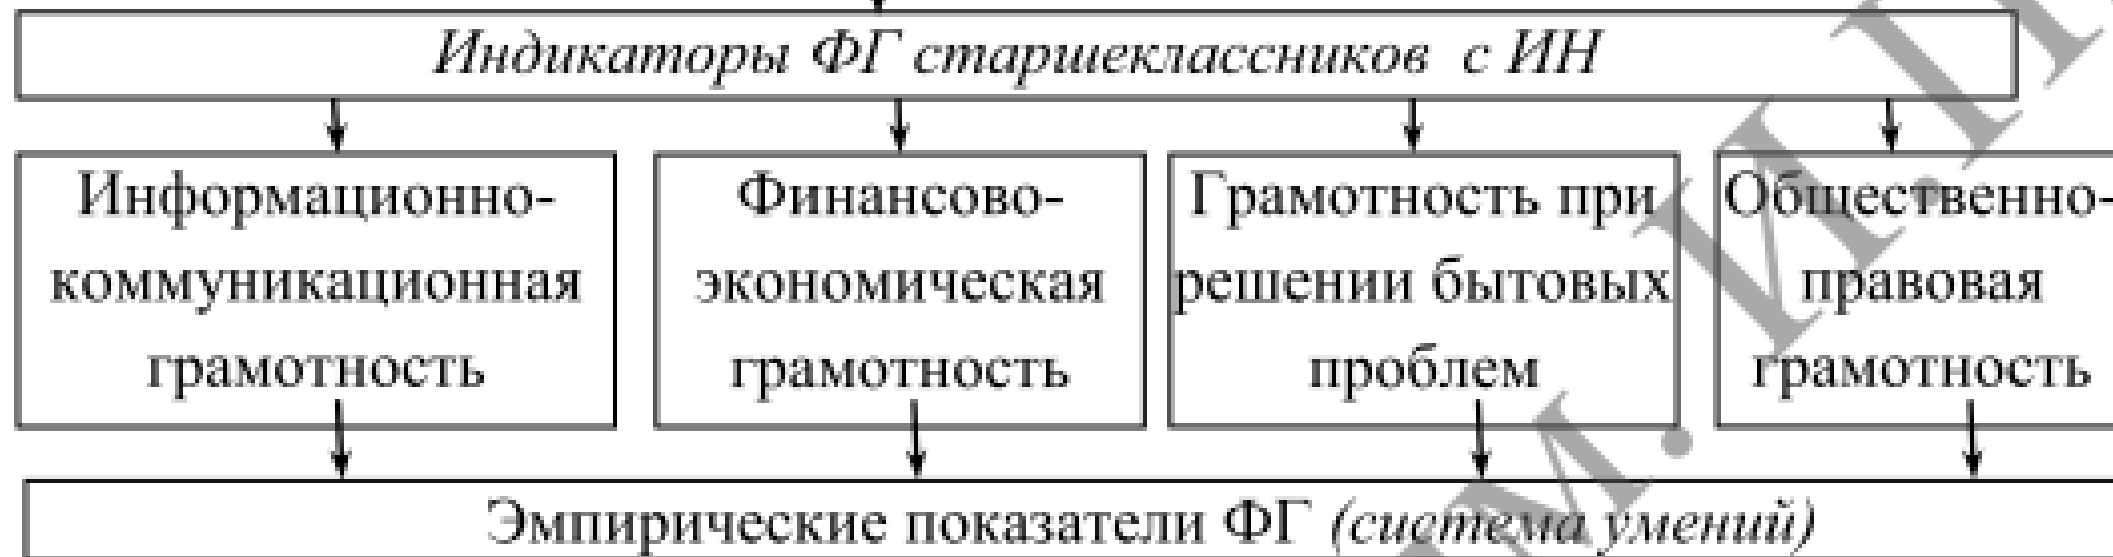 Индикаторы ФГ старшеклассников с ИН
Информационно-
коммуникационная
грамотность
Финансово-
экономическая
грамотность
Грамотность при
решении бытовых
проблем
Общественно-
правовая
грамотность
Эмпирические показатели ФГ (система умений)